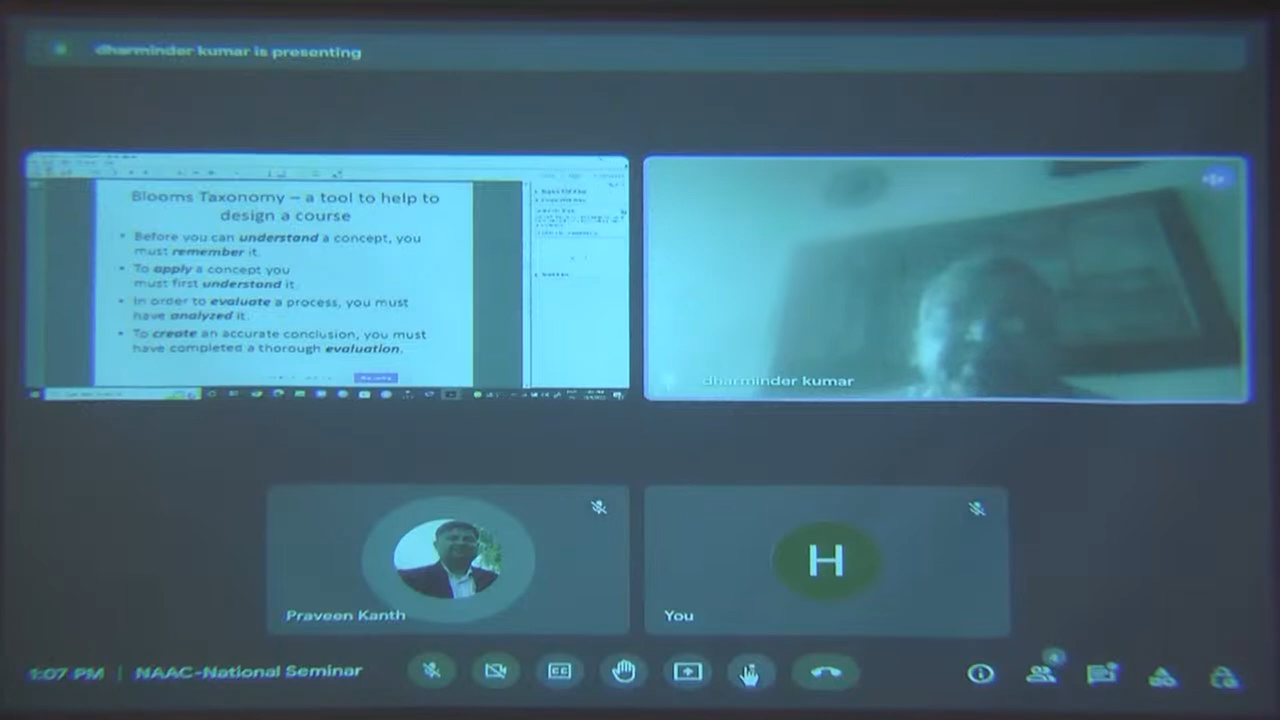 dharminder kumar is presenting
Blooms Taxonomy – a tool to help to
design a course
• Before you can understand a concept, you
must remember it.
• To apply a concept you
must first understand it.
• In order to evaluate a process, you must
have analyzed it.
• To create an accurate conclusion, you must
have completed a thorough evaluation.
dharminder kumar
Praveen Kanth
H
You
1:07 PM | NAAC-National Seminar
CC
4